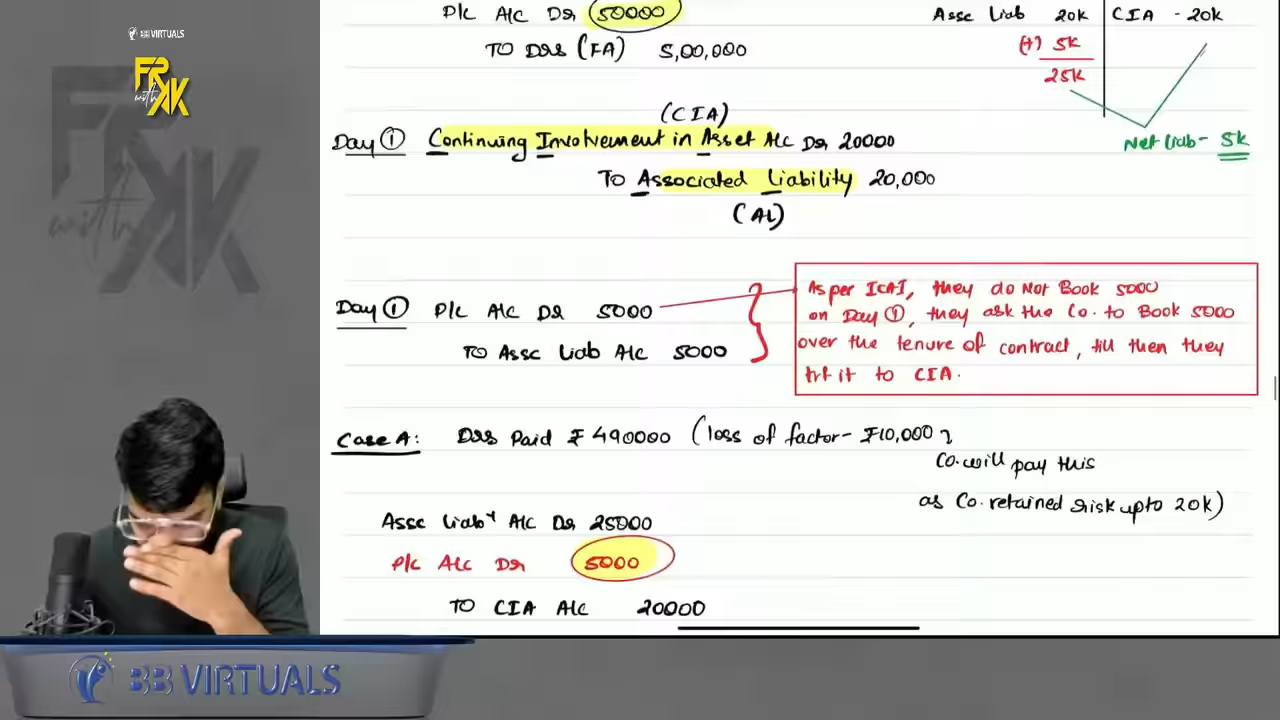 BB VIRTUALS
FR
with
KK
P/c A/c Dr 50000
TO Drs (FA) 5,00,000
Assc Liab 20k | CIA - 20k
(+) 5k
25k
Net Liab - 5k
(CIA)
Day ① Continuing Involvement in Asset A/c Dr 20000
TO Associated Liability 20,000
(AL)
Day ① P/c A/c Dr 5000
TO Assc Liab A/c 5000
As per ICAI, they do Not Book 5000
on Day ①, they ask the Co. to Book 5000
over the tenure of contract, till then they
trf it to CIA.
Case A: Drs Paid ₹ 490000 (loss of factor - ₹10,000 }
Co. will pay this
as Co. retained risk upto 20k)
Assc Liabty A/c Dr 25000
P/c A/c Dr 5000
TO CIA A/c 20000
BB VIRTUALS